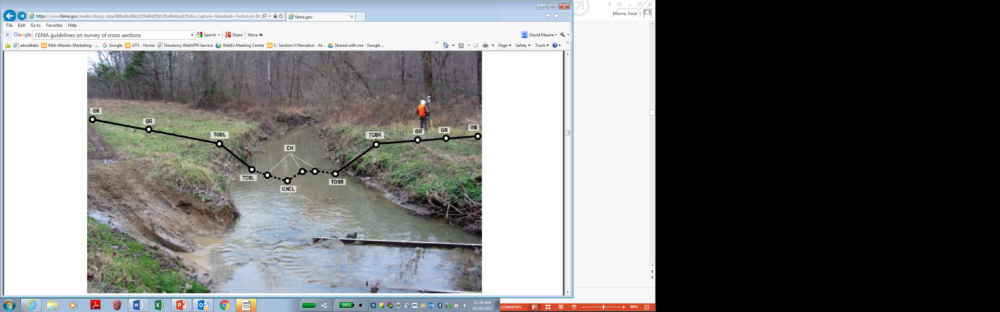 ?
Maune, Dave
https://www.fema.gov/media-library-data/886edbc98e2229a90d0593d5e46ddac9/Data+Capture+Standards+Technical+Re
fema.gov
File Edit Go to Favorites Help
x Google FEMA guidelines on survey of cross sections Search Share More » David Maune
abouttabs Mid-Atlantic Marketing - ... Google GTS - Home Dewberry WebVPN Service WebEx Meeting Center 1- Section H Narrative - Al... Shared with me - Google ... » Page Safety Tools »
GR
GR
TOBL
TOBR
GR
GR
GR
CH
TOSL
CHCL
TOSR
98%
11:29 AM
10/30/2017
COMMENTS
99%